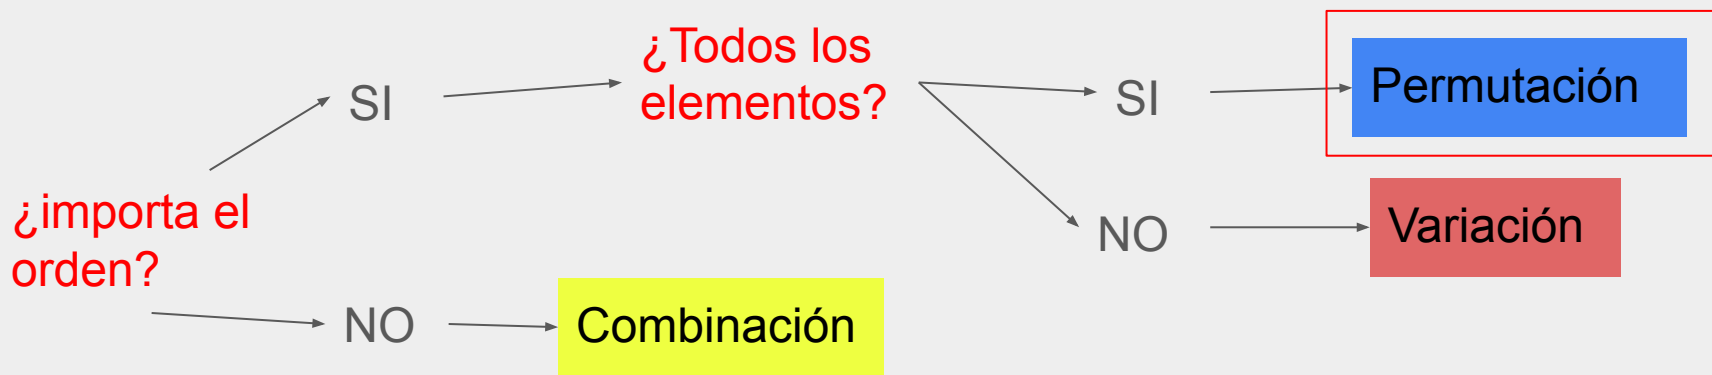 ¿Todos los
elementos?
SI
SI
Permutación
¿importa el
orden?
NO
Variación
NO
Combinación